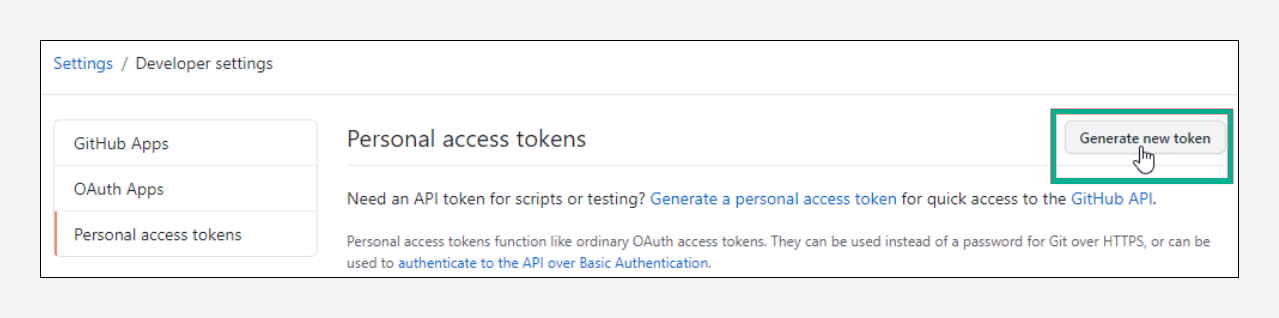 Settings / Developer settings
GitHub Apps
OAuth Apps
Personal access tokens
Personal access tokens
Generate new token
Need an API token for scripts or testing? Generate a personal access token for quick access to the GitHub API.
Personal access tokens function like ordinary OAuth access tokens. They can be used instead of a password for Git over HTTPS, or can be
used to authenticate to the API over Basic Authentication.